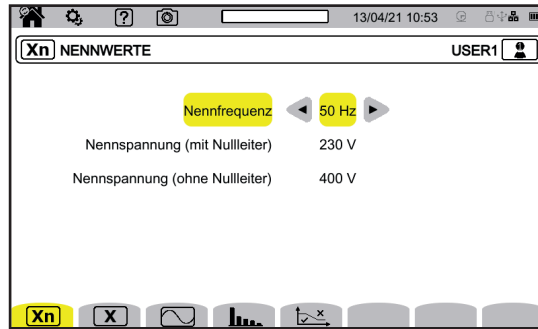 13/04/21 10:53
Xn NENNWERTE USER1
Nennfrequenz 50 Hz
Nennspannung (mit Nullleiter) 230 V
Nennspannung (ohne Nullleiter) 400 V
Xn X